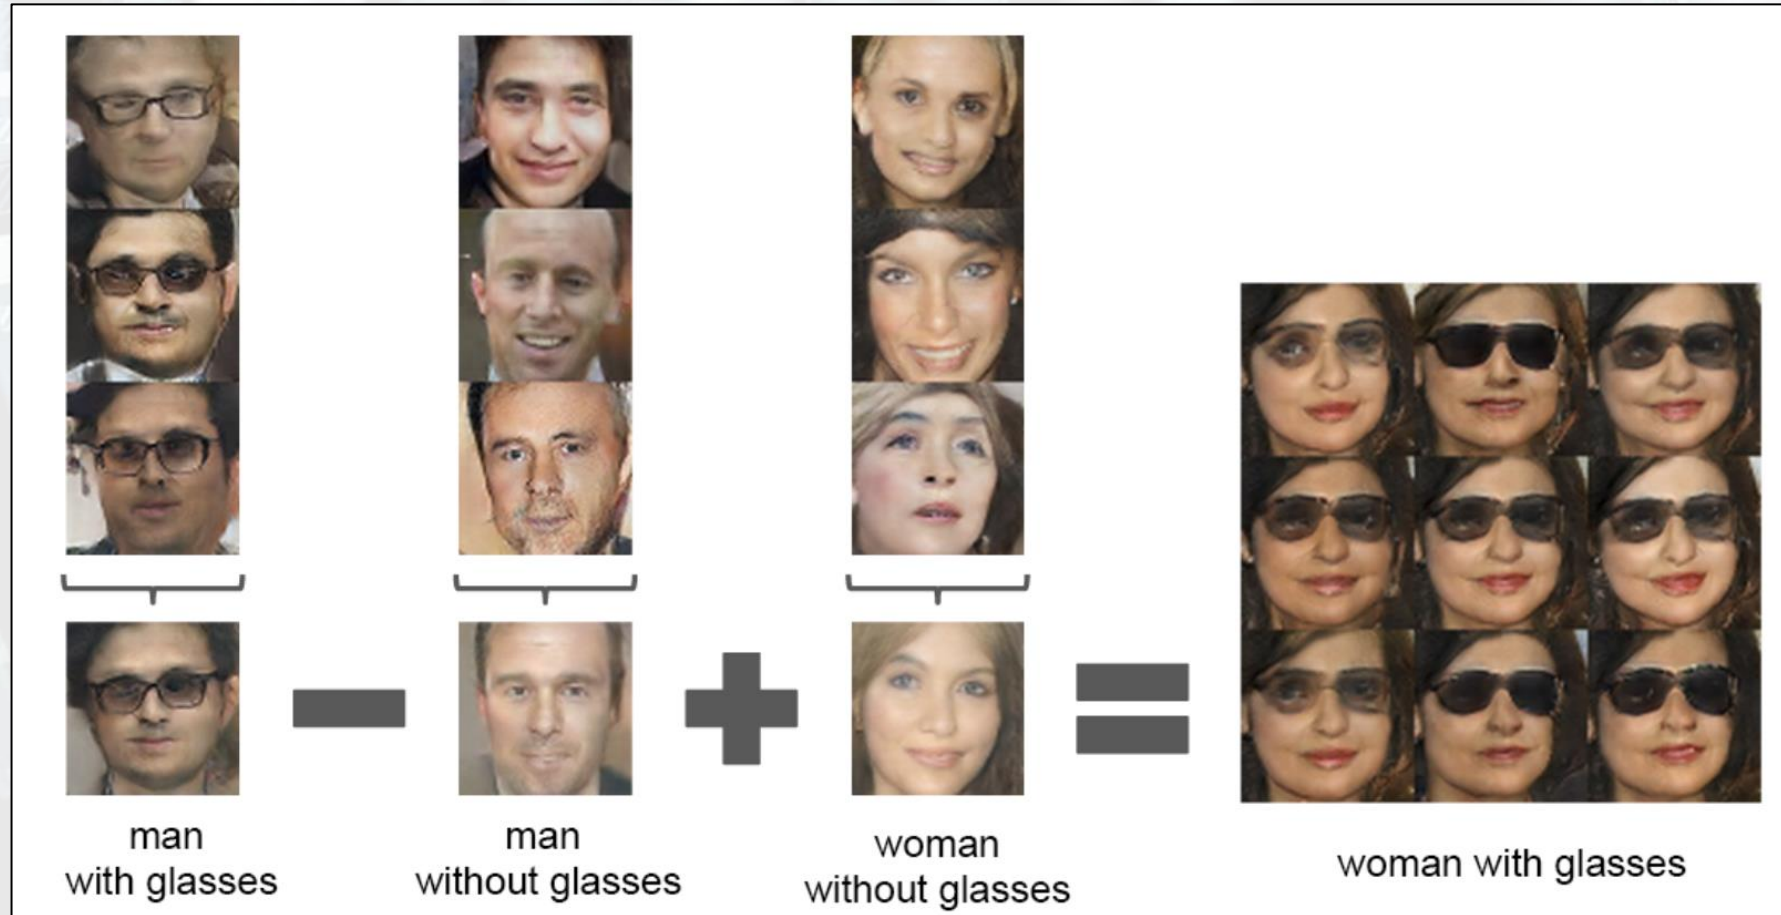 man
with glasses
man
without glasses
woman
without glasses
woman with glasses